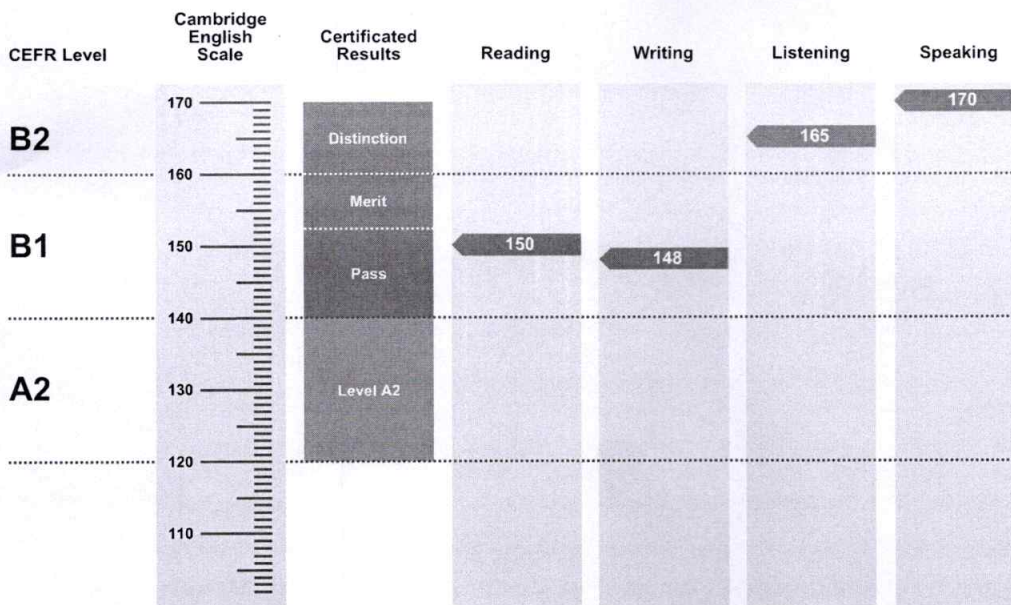 CEFR Level
Cambridge
English
Scale
Certificated
Results
Reading
Writing
Listening
Speaking
170
170
B2
Distinction
165
160
Merit
B1
150
150
148
Pass
140
A2
130
Level A2
120
110